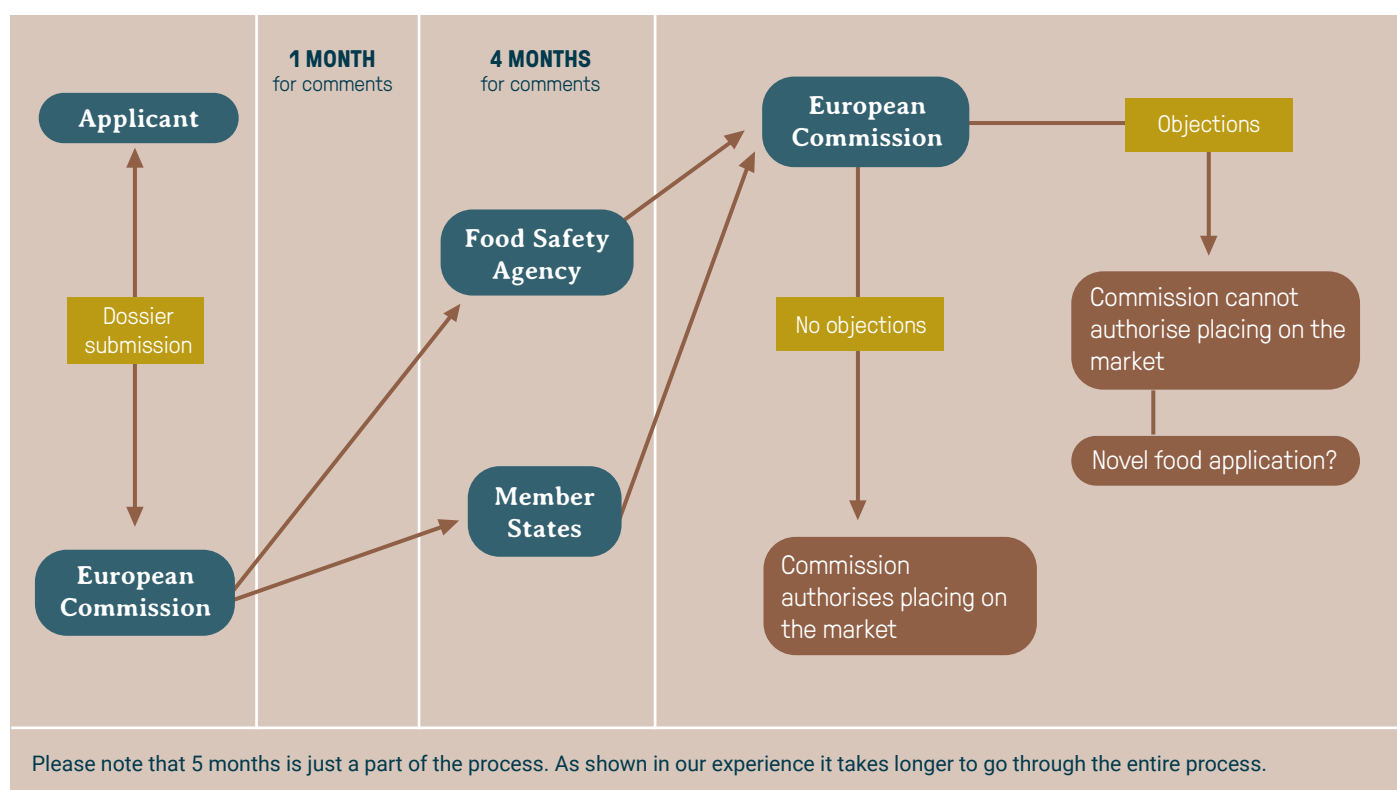 1 MONTH
for comments
4 MONTHS
for comments
Applicant
Dossier
submission
European
Commission
Food Safety
Agency
Member
States
European
Commission
Objections
No objections
Commission cannot
authorise placing on the
market
Novel food application?
Commission
authorises placing on
the market
Please note that 5 months is just a part of the process. As shown in our experience it takes longer to go through the entire process.